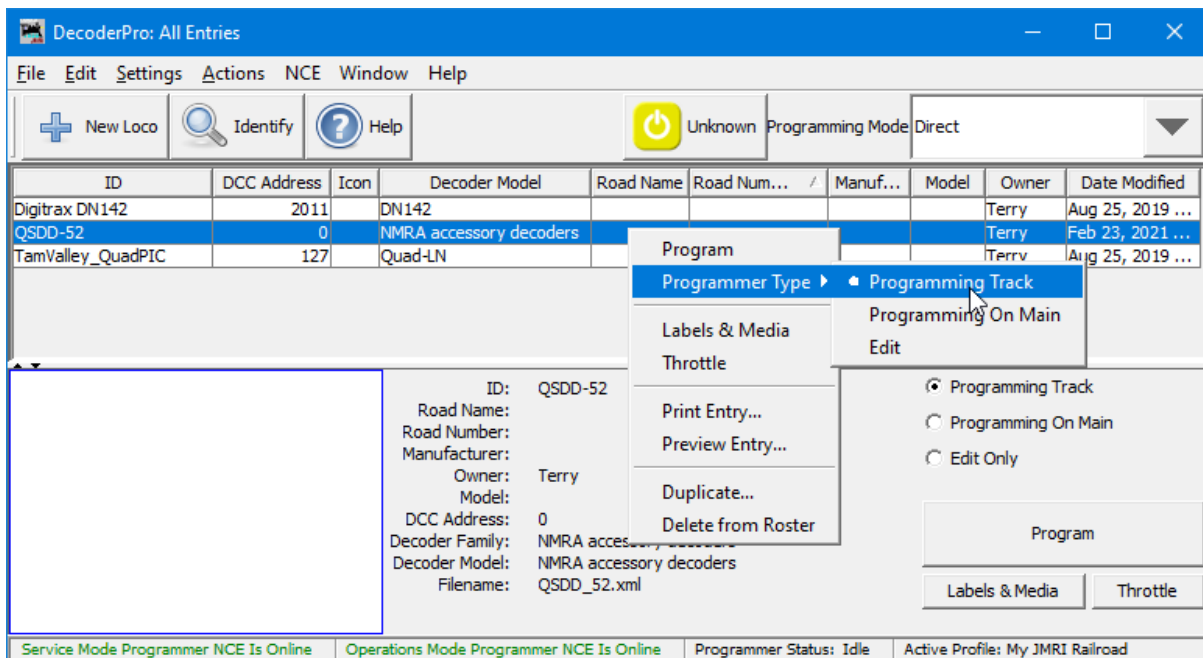 DecoderPro: All Entries
File Edit Settings Actions NCE Window Help
New Loco Identify Help Unknown Programming Mode Direct
ID DCC Address Icon Decoder Model Road Name Road Num... Manuf... Model Owner Date Modified
Digitrax DN142 2011 DN142 Terry Aug 25, 2019 ...
QSDD-52 0 NMRA accessory decoders Terry Feb 23, 2021 ...
TamValley_QuadPIC 127 Quad-LN Terry Aug 25, 2019 ...
Program
Programmer Type
Labels & Media
Throttle
Print Entry...
Preview Entry...
Duplicate...
Delete from Roster
Programming Track
Programming On Main
Edit
ID: QSDD-52
Road Name:
Road Number:
Manufacturer:
Owner: Terry
Model:
DCC Address: 0
Decoder Family: NMRA accessory decoders
Decoder Model: NMRA accessory decoders
Filename: QSDD_52.xml
Programming Track
Programming On Main
Edit Only
Program
Labels & Media Throttle
Service Mode Programmer NCE Is Online Operations Mode Programmer NCE Is Online Programmer Status: Idle Active Profile: My JMRI Railroad